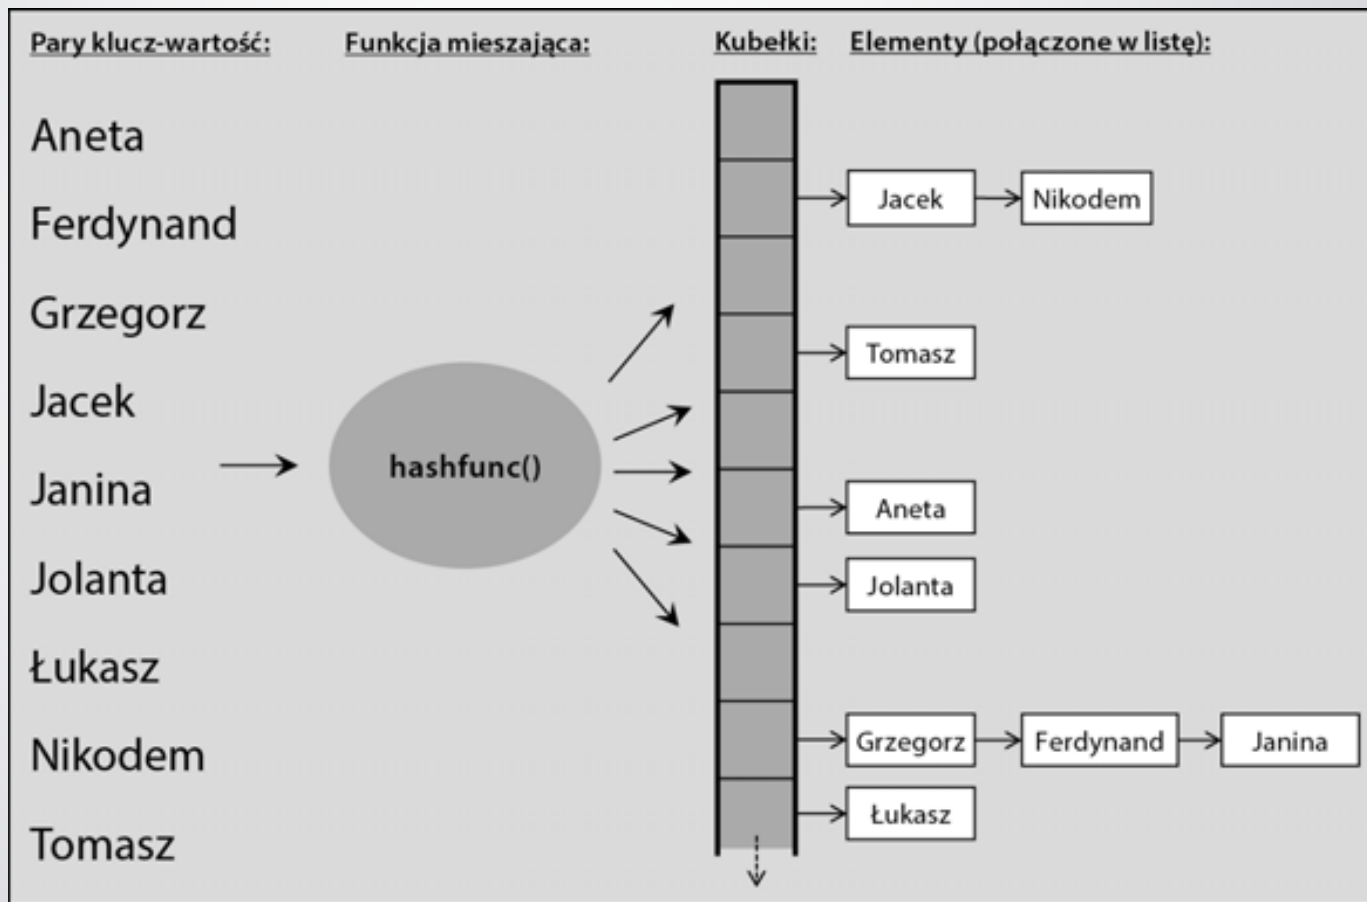 Pary klucz-wartość:
Funkcja mieszająca:
Kubełki:
Elementy (połączone w listę):
Aneta
Ferdynand
Grzegorz
Jacek
Janina
Jolanta
Łukasz
Nikodem
Tomasz
hashfunc()
Jacek
Nikodem
Tomasz
Aneta
Jolanta
Grzegorz
Ferdynand
Janina
Łukasz